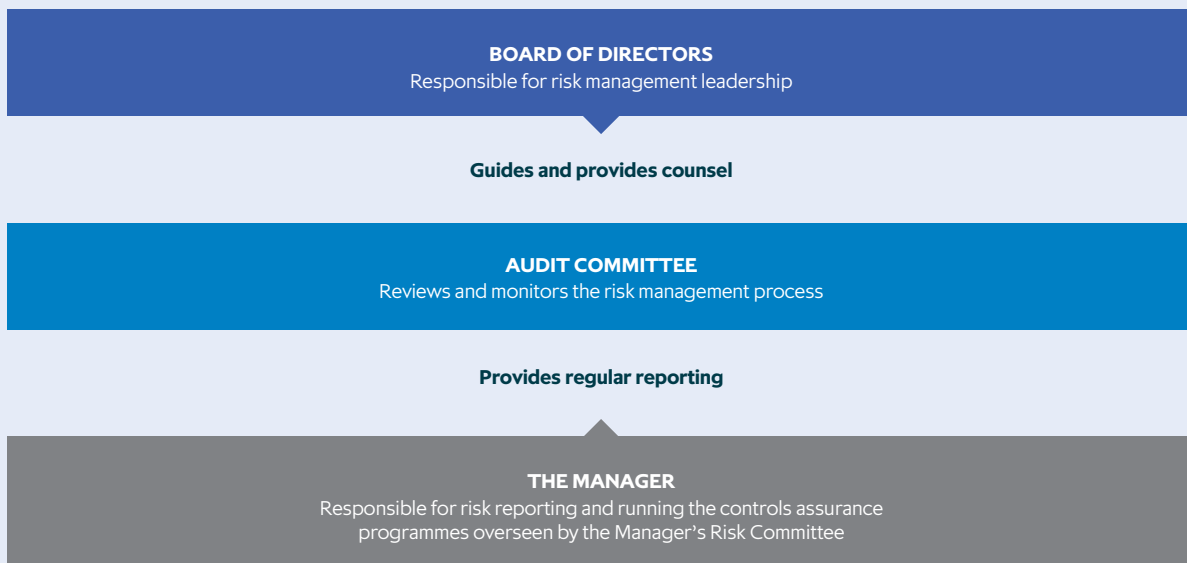 BOARD OF DIRECTORS
Responsible for risk management leadership
Guides and provides counsel
AUDIT COMMITTEE
Reviews and monitors the risk management process
Provides regular reporting
THE MANAGER
Responsible for risk reporting and running the controls assurance
programmes overseen by the Manager’s Risk Committee